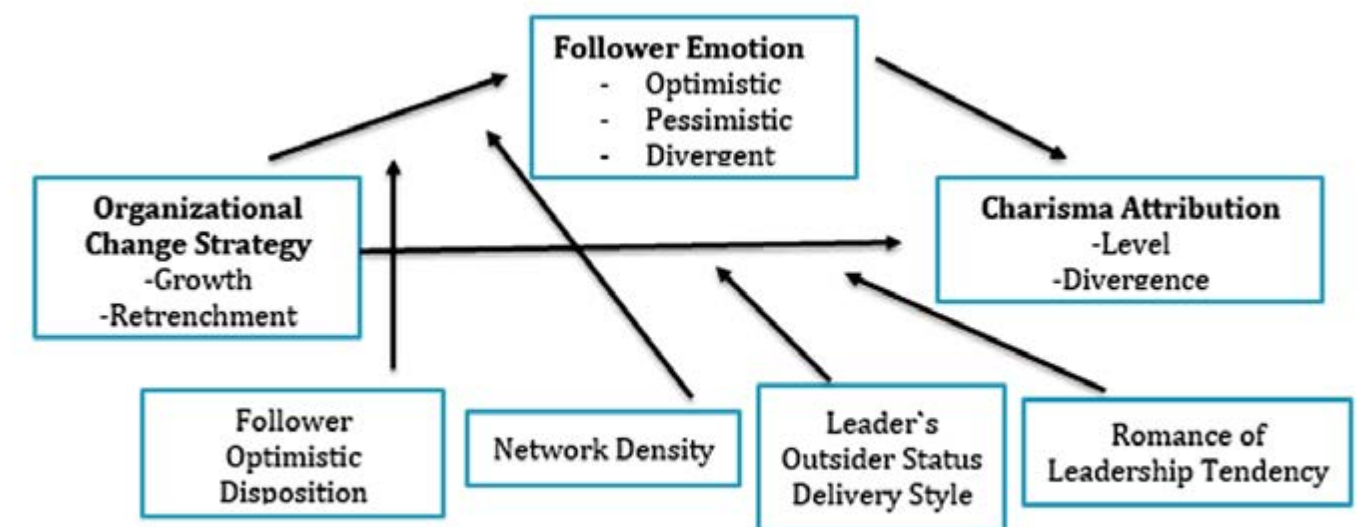 Follower Emotion
- Optimistic
- Pessimistic
- Divergent
Organizational
Change Strategy
-Growth
-Retrenchment
Charisma Attribution
-Level
-Divergence
Follower
Optimistic
Disposition
Network Density
Leader`s
Outsider Status
Delivery Style
Romance of
Leadership Tendency